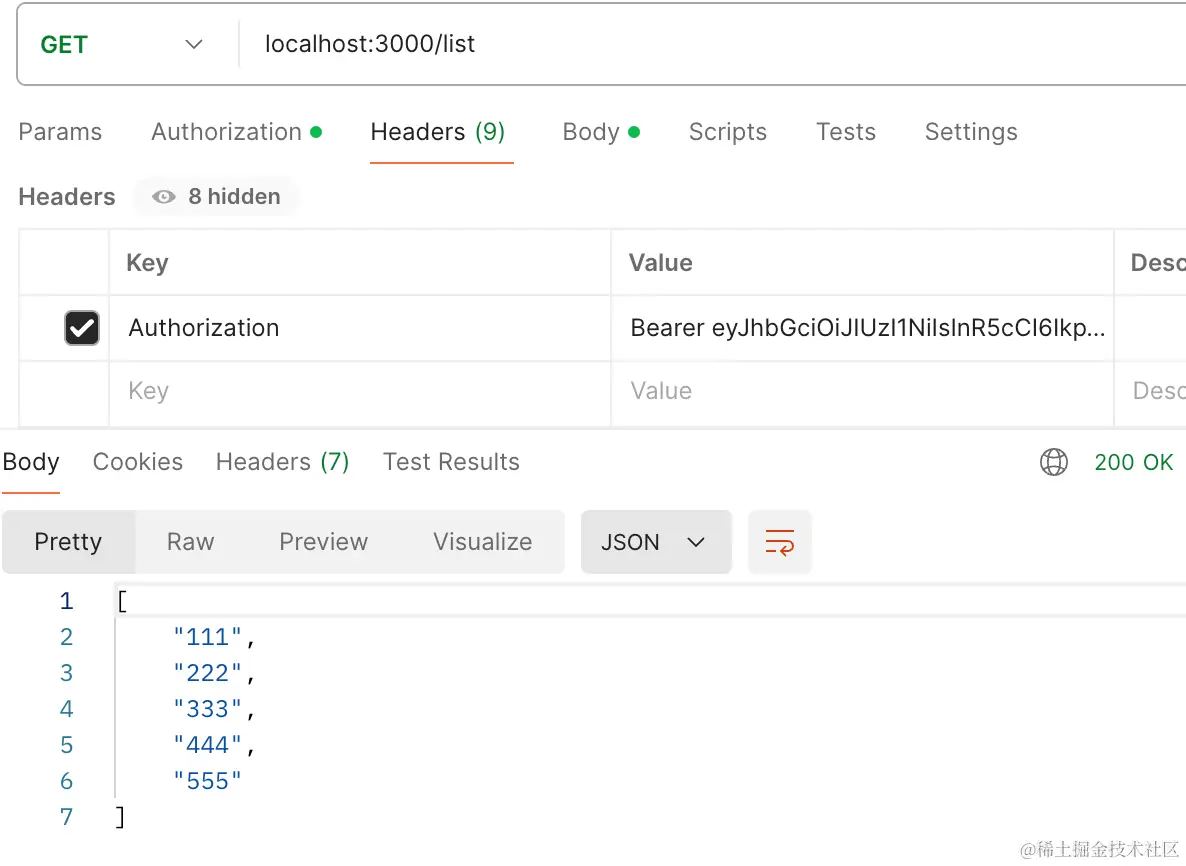 GET localhost:3000/list
Params Authorization Headers (9) Body Scripts Tests Settings
Headers 8 hidden
Key Value Desc
Authorization Bearer eyJhbGciOiJIUzI1NiIsInR5cCI6Ikp...
Key Value Desc
Body Cookies Headers (7) Test Results 200 OK
Pretty Raw Preview Visualize JSON
1 [
2 "111",
3 "222",
4 "333",
5 "444",
6 "555"
7 ]
@稀土掘金技术社区